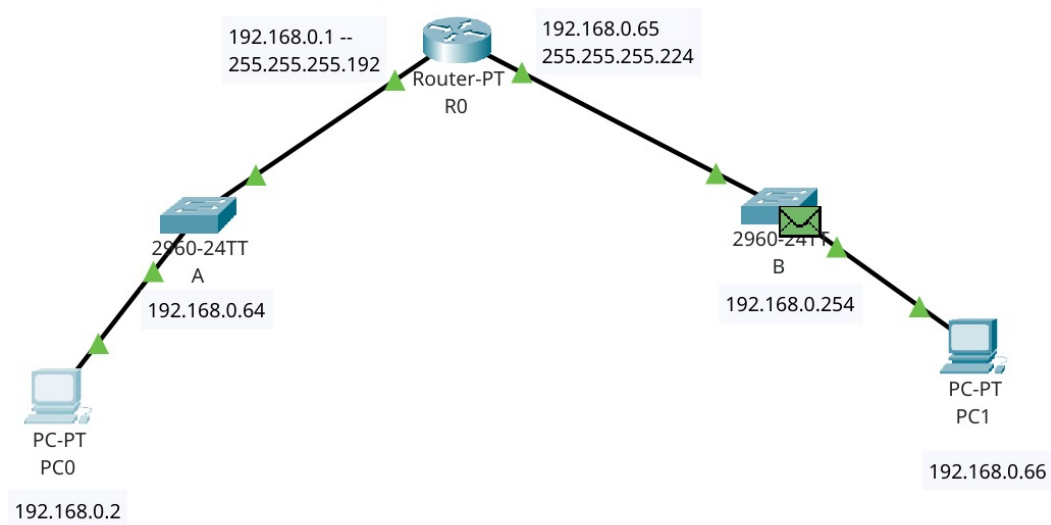 192.168.0.1 --
255.255.255.192
192.168.0.65
255.255.255.224
Router-PT
R0
2960-24TT
A
192.168.0.64
2960-24TT
B
192.168.0.254
PC-PT
PC0
192.168.0.2
PC-PT
PC1
192.168.0.66